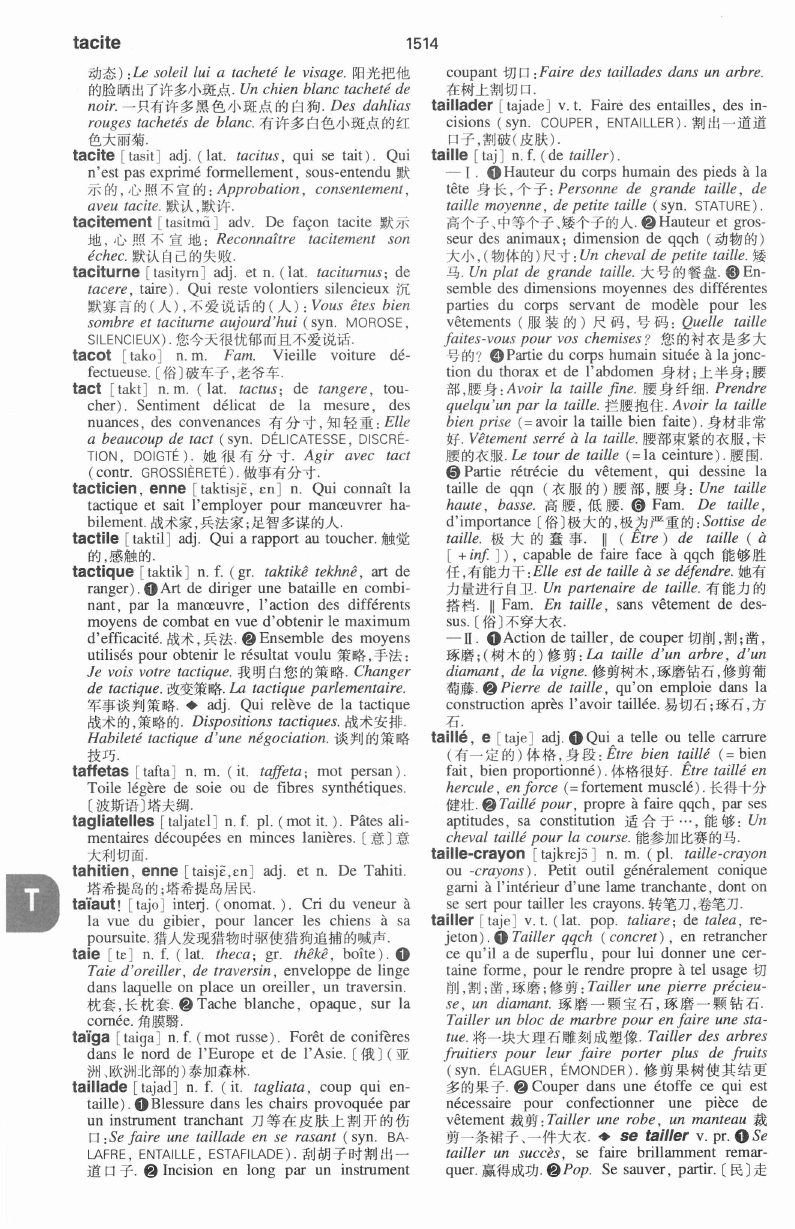 tacite
1514
动态):Le soleil lui a tacheté le visage. 阳光把他
的脸晒出了许多小斑点. Un chien blanc tacheté de
noir. 一只有许多黑色小斑点的白狗. Des dahlias
rouges tachetés de blanc. 有许多白色小斑点的红
色大丽菊.
tacite [tasit] adj. (lat. tacitus, qui se tait). Qui
n'est pas exprimé formellement, sous-entendu 默
示的, 心照不宣的: Approbation, consentement,
aveu tacite. 默认,默许.
tacitement [tasitmɑ̃] adv. De façon tacite 默示
地, 心照不宣地: Reconnaître tacitement son
échec. 默认自己的失败.
taciturne [tasityrn] adj. et n. (lat. taciturnus; de
tacere, taire). Qui reste volontiers silencieux 沉
默寡言的(人),不爱说话的(人): Vous êtes bien
sombre et taciturne aujourd'hui (syn. MOROSE,
SILENCIEUX). 您今天很忧郁而且不爱说话.
tacot [tako] n. m. Fam. Vieille voiture dé-
fectueuse. [俗]破车子,老爷车.
tact [takt] n. m. (lat. tactus; de tangere, tou-
cher). Sentiment délicat de la mesure, des
nuances, des convenances 有分寸,知轻重: Elle
a beaucoup de tact (syn. DÉLICATESSE, DISCRÉ-
TION, DOIGTÉ). 她很有分寸. Agir avec tact
(contr. GROSSIÈRETÉ). 做事有分寸.
tacticien, enne [taktisjɛ̃, ɛn] n. Qui connaît la
tactique et sait l'employer pour manœuvrer ha-
bilement. 战术家,兵法家;足智多谋的人.
tactile [taktil] adj. Qui a rapport au toucher. 触觉
的,感触的.
tactique [taktik] n. f. (gr. taktikê tekhnê, art de
ranger). ❶Art de diriger une bataille en combi-
nant, par la manœuvre, l'action des différents
moyens de combat en vue d'obtenir le maximum
d'efficacité. 战术,兵法. ❷Ensemble des moyens
utilisés pour obtenir le résultat voulu 策略,手法:
Je vois votre tactique. 我明白您的策略. Changer
de tactique. 改变策略. La tactique parlementaire.
军事谈判策略. ◆ adj. Qui relève de la tactique
战术的,策略的. Dispositions tactiques. 战术安排.
Habileté tactique d'une négociation. 谈判的策略
技巧.
taffetas [tafta] n. m. (it. taffeta; mot persan).
Toile légère de soie ou de fibres synthétiques.
[波斯语]塔夫绸.
tagliatelles [taljatɛl] n. f. pl. (mot it.). Pâtes ali-
mentaires découpées en minces lanières. [意]意
大利切面.
tahitien, enne [taisjɛ̃,ɛn] adj. et n. De Tahiti.
塔希提岛的;塔希提岛居民.
taïaut! [tajo] interj. (onomat.). Cri du veneur à
la vue du gibier, pour lancer les chiens à sa
poursuite. 猎人发现猎物时驱使猎狗追捕的喊声.
taie [te] n. f. (lat. theca; gr. thêkê, boîte). ❶
Taie d'oreiller, de traversin, enveloppe de linge
dans laquelle on place un oreiller, un traversin.
枕套,长枕套. ❷Tache blanche, opaque, sur la
cornée. 角膜翳.
taïga [taiga] n. f. (mot russe). Forêt de conifères
dans le nord de l'Europe et de l'Asie. [俄](亚
洲、欧洲北部的)泰加森林.
taillade [tajad] n. f. (it. tagliata, coup qui en-
taille). ❶Blessure dans les chairs provoquée par
un instrument tranchant 刀等在皮肤上割开的伤
口:Se faire une taillade en se rasant (syn. BA-
LAFRE, ENTAILLE, ESTAFILADE). 刮胡子时割出一
道口子. ❷ Incision en long par un instrument
T
coupant 切口:Faire des taillades dans un arbre.
在树上割切口.
taillader [tajade] v. t. Faire des entailles, des in-
cisions (syn. COUPER, ENTAILLER). 割出一道道
口子,割破(皮肤).
taille [taj] n. f. (de tailler).
— I. ❶Hauteur du corps humain des pieds à la
tête 身长,个子: Personne de grande taille, de
taille moyenne, de petite taille (syn. STATURE).
高个子、中等个子、矮个子的人. ❷Hauteur et gros-
seur des animaux; dimension de qqch (动物的)
大小,(物体的)尺寸:Un cheval de petite taille. 矮
马. Un plat de grande taille. 大号的餐盘. ❸En-
semble des dimensions moyennes des différentes
parties du corps servant de modèle pour les
vêtements (服装的)尺码, 号码: Quelle taille
faites-vous pour vos chemises? 您的衬衣是多大
号的? ❹Partie du corps humain située à la jonc-
tion du thorax et de l'abdomen 身材;上半身;腰
部,腰身:Avoir la taille fine. 腰身纤细. Prendre
quelqu'un par la taille. 拦腰抱住. Avoir la taille
bien prise (=avoir la taille bien faite). 身材非常
好. Vêtement serré à la taille. 腰部束紧的衣服,卡
腰的衣服. Le tour de taille (=la ceinture). 腰围.
❺Partie rétrécie du vêtement, qui dessine la
taille de qqn (衣服的)腰部, 腰身: Une taille
haute, basse. 高腰, 低腰. ❻ Fam. De taille,
d'importance [俗]极大的,极为严重的:Sottise de
taille. 极大的蠢事. ‖ (Être) de taille (à
[+inf.]), capable de faire face à qqch 能够胜
任,有能力干:Elle est de taille à se défendre. 她有
力量进行自卫. Un partenaire de taille. 有能力的
搭档. ‖ Fam. En taille, sans vêtement de des-
sus. [俗]不穿大衣.
— II. ❶Action de tailler, de couper 切削,割;凿,
琢磨;(树木的)修剪:La taille d'un arbre, d'un
diamant, de la vigne. 修剪树木,琢磨钻石,修剪葡
萄藤. ❷Pierre de taille, qu'on emploie dans la
construction après l'avoir taillée. 易切石;琢石,方
石.
taillé, e [taje] adj. ❶Qui a telle ou telle carrure
(有一定的)体格,身段:Être bien taillé (=bien
fait, bien proportionné). 体格很好. Être taillé en
hercule, en force (=fortement musclé). 长得十分
健壮. ❷Taillé pour, propre à faire qqch, par ses
aptitudes, sa constitution 适合于…,能够: Un
cheval taillé pour la course. 能参加比赛的马.
taille-crayon [tajkrɛjɔ̃] n. m. (pl. taille-crayon
ou -crayons). Petit outil généralement conique
garni à l'intérieur d'une lame tranchante, dont on
se sert pour tailler les crayons. 转笔刀,卷笔刀.
tailler [taje] v. t. (lat. pop. taliare; de talea, re-
jeton). ❶ Tailler qqch (concret), en retrancher
ce qu'il a de superflu, pour lui donner une cer-
taine forme, pour le rendre propre à tel usage 切
削,割;凿,琢磨;修剪:Tailler une pierre précieu-
se, un diamant. 琢磨一颗宝石,琢磨一颗钻石.
Tailler un bloc de marbre pour en faire une sta-
tue. 将一块大理石雕刻成塑像. Tailler des arbres
fruitiers pour leur faire porter plus de fruits
(syn. ÉLAGUER, ÉMONDER). 修剪果树使其结更
多的果子. ❷Couper dans une étoffe ce qui est
nécessaire pour confectionner une pièce de
vêtement 裁剪:Tailler une robe, un manteau 裁
剪一条裙子、一件大衣. ◆ se tailler v. pr. ❶Se
tailler un succès, se faire brillamment remar-
quer. 赢得成功. ❷Pop. Se sauver, partir. [民]走